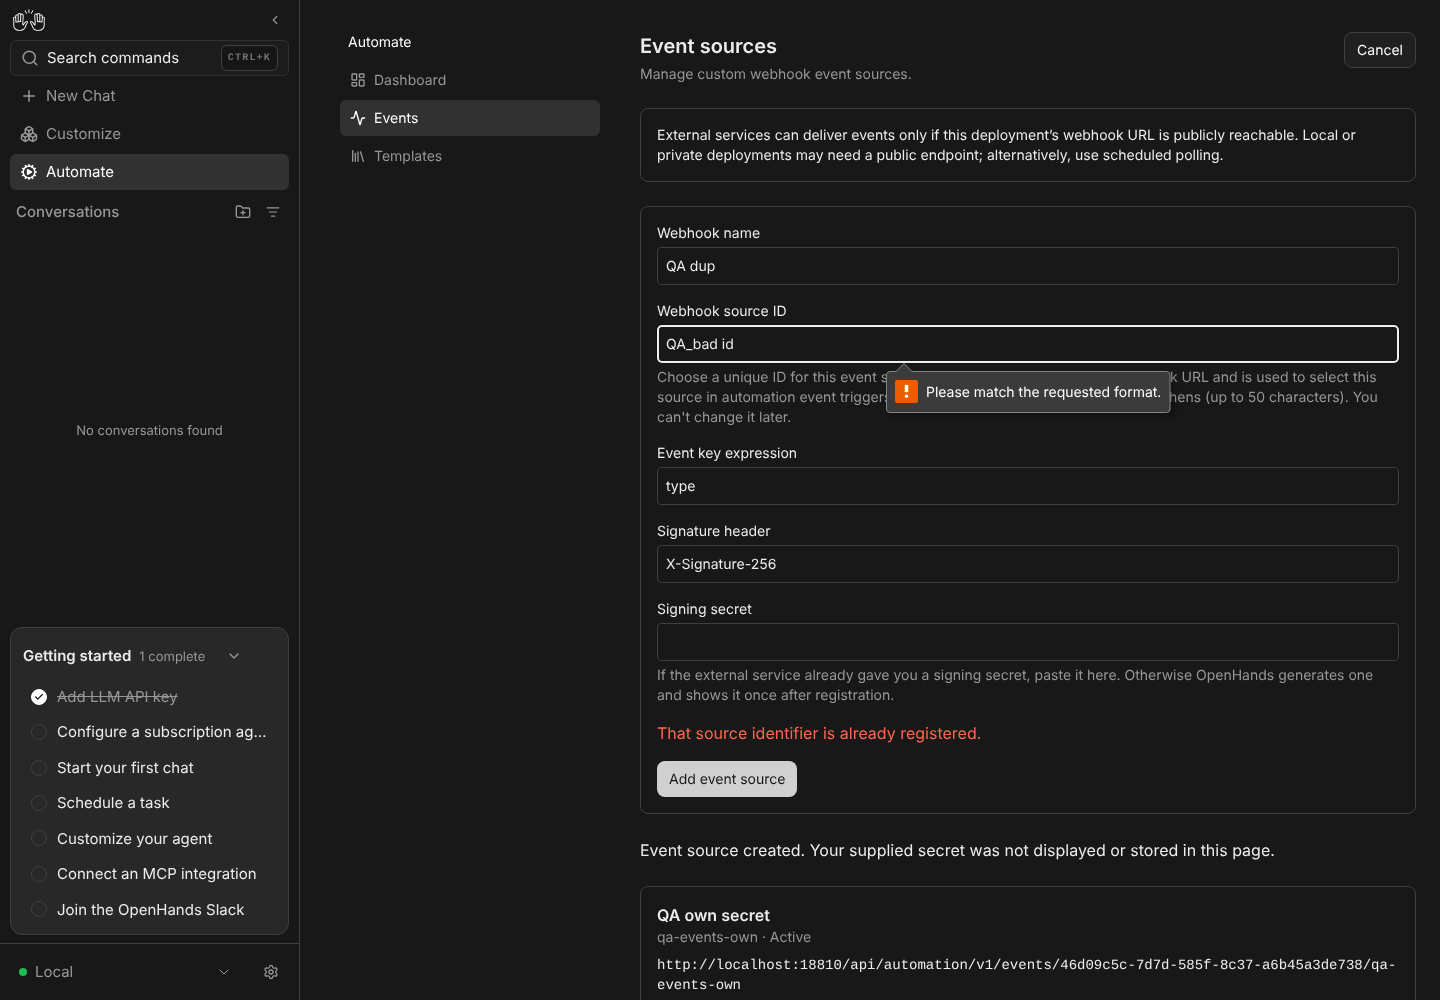 Search commands
CTRL+K
New Chat
Customize
Automate
Conversations
No conversations found
Getting started 1 complete
Add LLM API key
Configure a subscription ag...
Start your first chat
Schedule a task
Customize your agent
Connect an MCP integration
Join the OpenHands Slack
Local
Automate
Dashboard
Events
Templates
Event sources
Manage custom webhook event sources.
Cancel
External services can deliver events only if this deployment’s webhook URL is publicly reachable. Local or
private deployments may need a public endpoint; alternatively, use scheduled polling.
Webhook name
QA dup
Webhook source ID
QA_bad id
Please match the requested format.
Choose a unique ID for this event URL and is used to select this
source in automation event triggers (up to 50 characters). You
can't change it later.
Event key expression
type
Signature header
X-Signature-256
Signing secret
If the external service already gave you a signing secret, paste it here. Otherwise OpenHands generates one
and shows it once after registration.
That source identifier is already registered.
Add event source
Event source created. Your supplied secret was not displayed or stored in this page.
QA own secret
qa-events-own · Active
http://localhost:18810/api/automation/v1/events/46d09c5c-7d7d-585f-8c37-a6b45a3de738/qa-
events-own